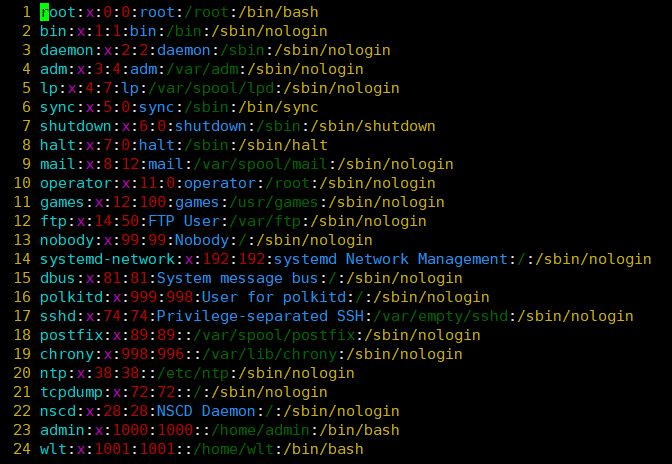 1 root:x:0:0:root:/root:/bin/bash
2 bin:x:1:1:bin:/bin:/sbin/nologin
3 daemon:x:2:2:daemon:/sbin:/sbin/nologin
4 adm:x:3:4:adm:/var/adm:/sbin/nologin
5 lp:x:4:7:lp:/var/spool/lpd:/sbin/nologin
6 sync:x:5:0:sync:/sbin:/bin/sync
7 shutdown:x:6:0:shutdown:/sbin:/sbin/shutdown
8 halt:x:7:0:halt:/sbin:/sbin/halt
9 mail:x:8:12:mail:/var/spool/mail:/sbin/nologin
10 operator:x:11:0:operator:/root:/sbin/nologin
11 games:x:12:100:games:/usr/games:/sbin/nologin
12 ftp:x:14:50:FTP User:/var/ftp:/sbin/nologin
13 nobody:x:99:99:Nobody:/:/sbin/nologin
14 systemd-network:x:192:192:systemd Network Management:/:/sbin/nologin
15 dbus:x:81:81:System message bus:/:/sbin/nologin
16 polkitd:x:999:998:User for polkitd:/:/sbin/nologin
17 sshd:x:74:74:Privilege-separated SSH:/var/empty/sshd:/sbin/nologin
18 postfix:x:89:89::/var/spool/postfix:/sbin/nologin
19 chrony:x:998:996::/var/lib/chrony:/sbin/nologin
20 ntp:x:38:38::/etc/ntp:/sbin/nologin
21 tcpdump:x:72:72::/:/sbin/nologin
22 nscd:x:28:28:NSCD Daemon:/:/sbin/nologin
23 admin:x:1000:1000::/home/admin:/bin/bash
24 wlt:x:1001:1001::/home/wlt:/bin/bash